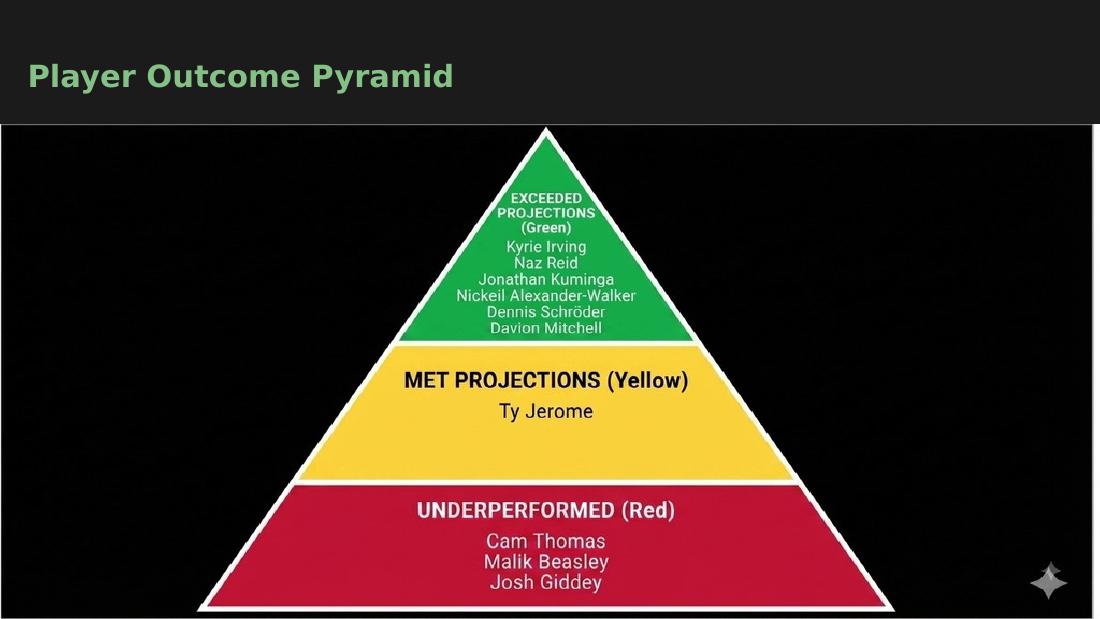 Player Outcome Pyramid
EXCEEDED
PROJECTIONS
(Green)
Kyrie Irving
Naz Reid
Jonathan Kuminga
Nickeil Alexander-Walker
Dennis Schröder
Davion Mitchell
MET PROJECTIONS (Yellow)
Ty Jerome
UNDERPERFORMED (Red)
Cam Thomas
Malik Beasley
Josh Giddey